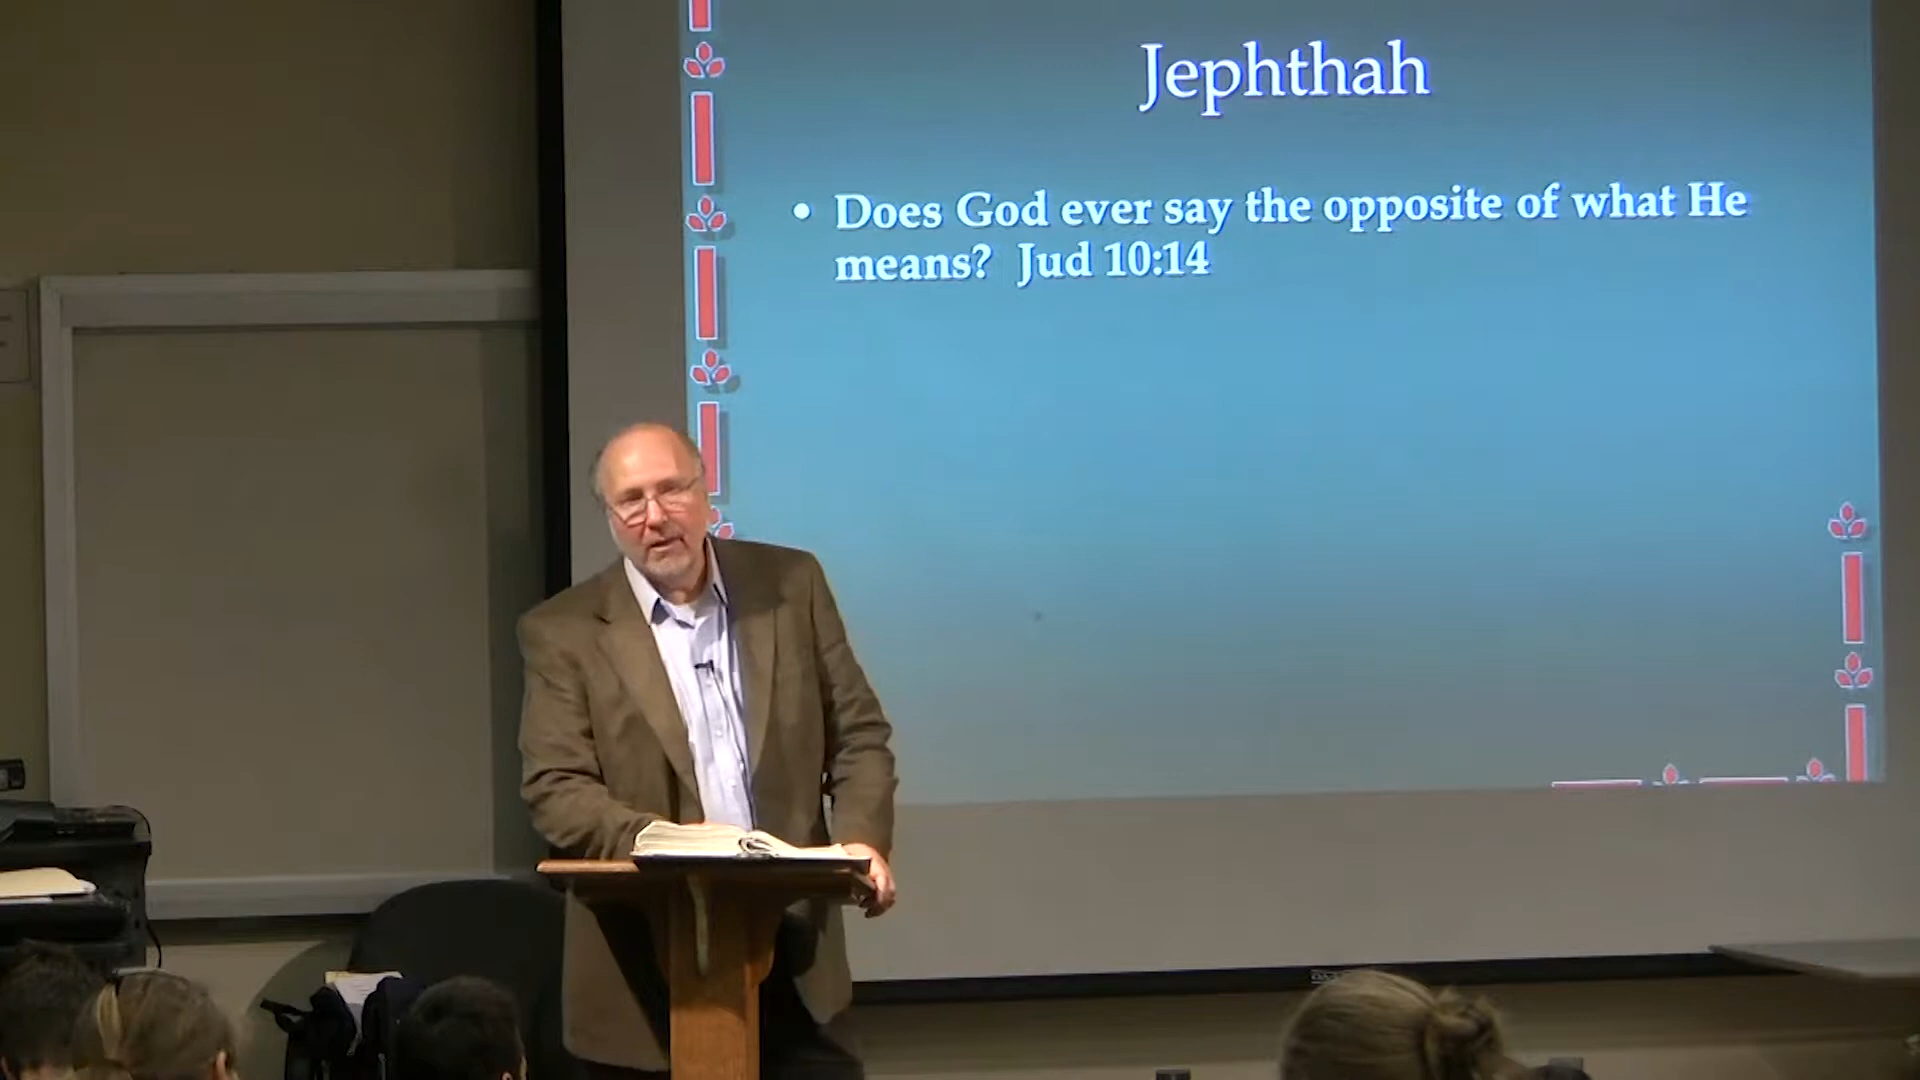 Jephthah
• Does God ever say the opposite of what He
means? Jud 10:14